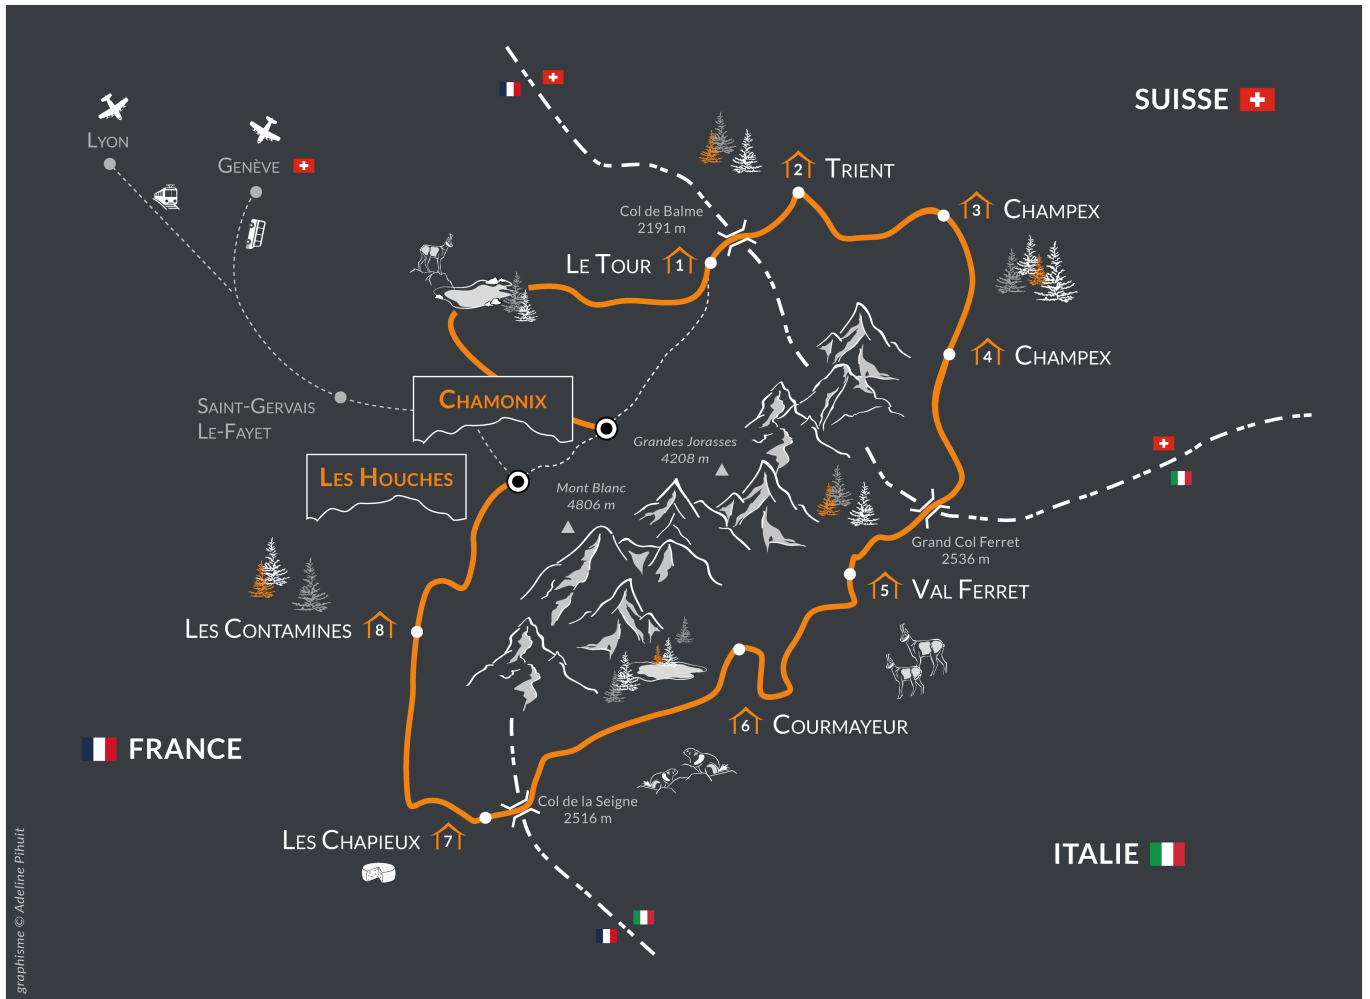 SUISSE
LYON
GENÈVE
2 TRIENT
3 CHAMPEX
Col de Balme
2191 m
LE TOUR 1
4 CHAMPEX
SAINT-GERVAIS
LE-FAYET
CHAMONIX
Grandes Jorasses
4208 m
LES HOUCHES
Mont Blanc
4806 m
Grand Col Ferret
2536 m
5 VAL FERRET
LES CONTAMINES 8
6 COURMAYEUR
FRANCE
Col de la Seigne
2516 m
LES CHAPIEUX 7
ITALIE
graphisme © Adeline Pihuit